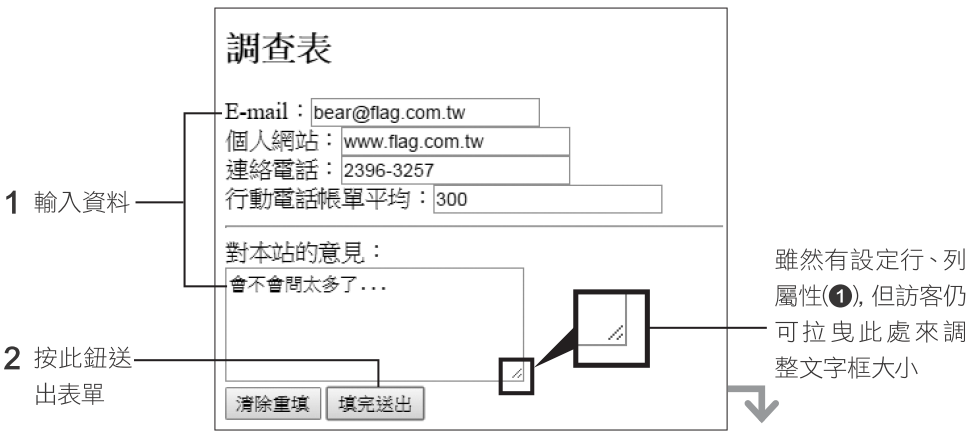 調查表
E-mail：bear@flag.com.tw
個人網站：www.flag.com.tw
連絡電話：2396-3257
行動電話帳單平均：300
1 輸入資料
對本站的意見：
會不會問太多了...
雖然有設定行、列
屬性(❶), 但訪客仍
可拉曳此處來調
整文字框大小
2 按此鈕送
出表單
清除重填 填完送出